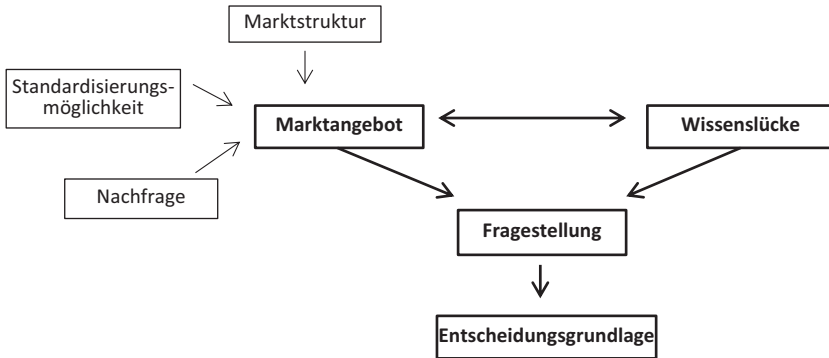 Marktstruktur
Standardisierungs-
möglichkeit
Marktangebot
Wissenslücke
Nachfrage
Fragestellung
Entscheidungsgrundlage